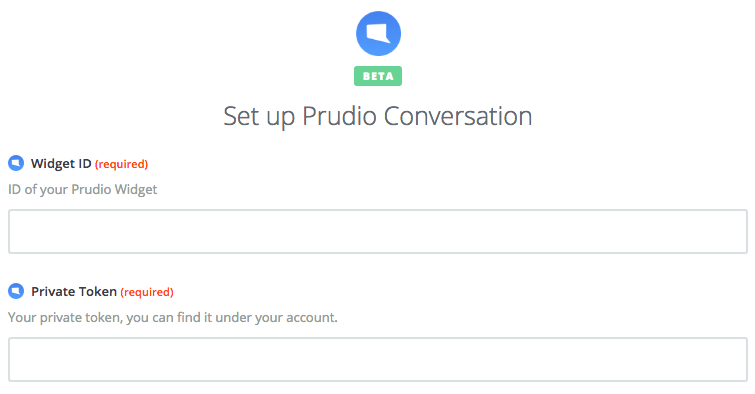 BETA
Set up Prudio Conversation
Widget ID (required)
ID of your Prudio Widget
Private Token (required)
Your private token, you can find it under your account.